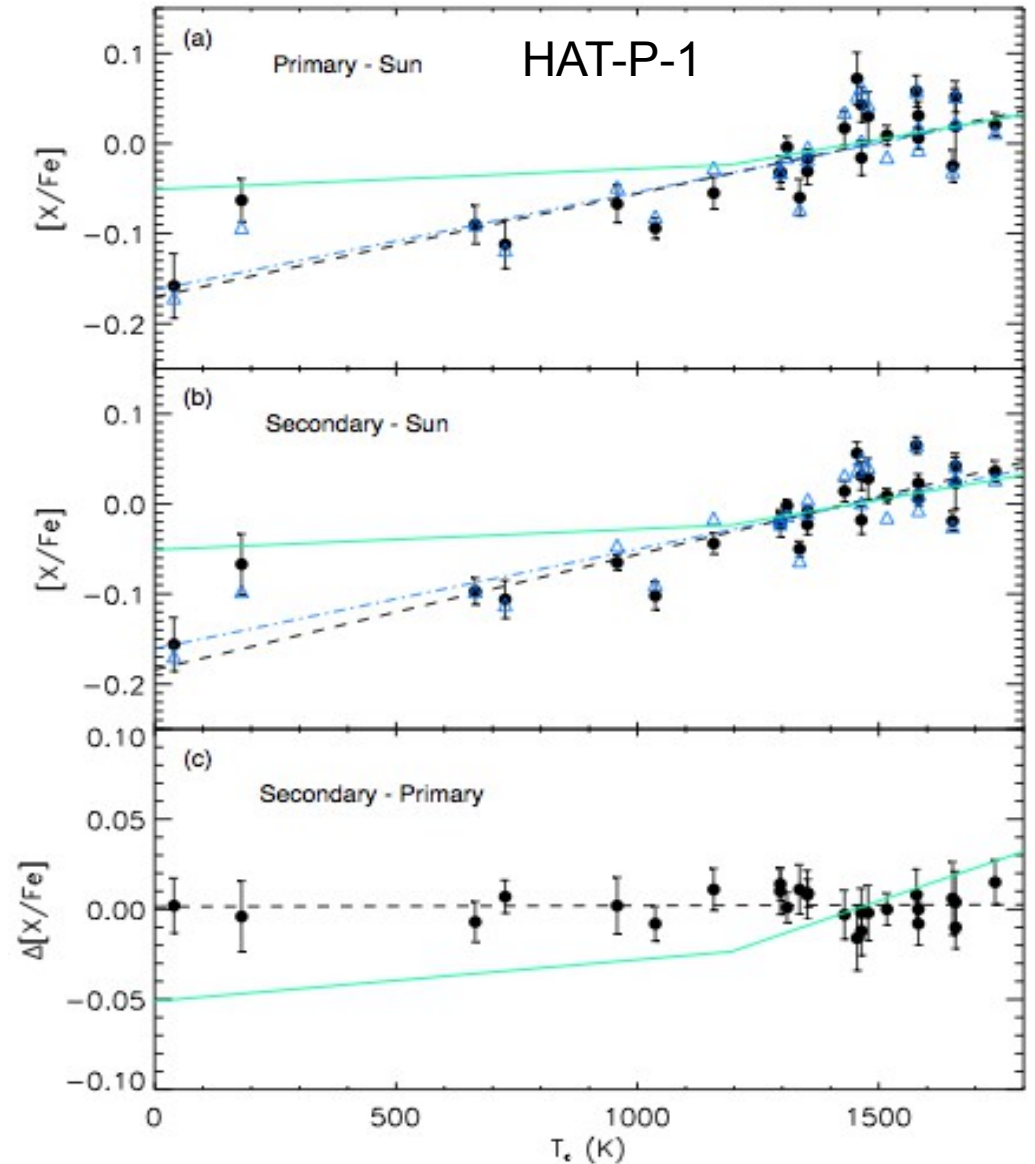 (a)
Primary - Sun
HAT-P-1
0.1
0.0
−0.1
−0.2
[X/Fe]
(b)
Secondary - Sun
0.1
0.0
−0.1
−0.2
[X/Fe]
(c)
Secondary - Primary
0.10
0.05
0.00
−0.05
−0.10
Δ[X/Fe]
0 500 1000 1500
T_c (K)